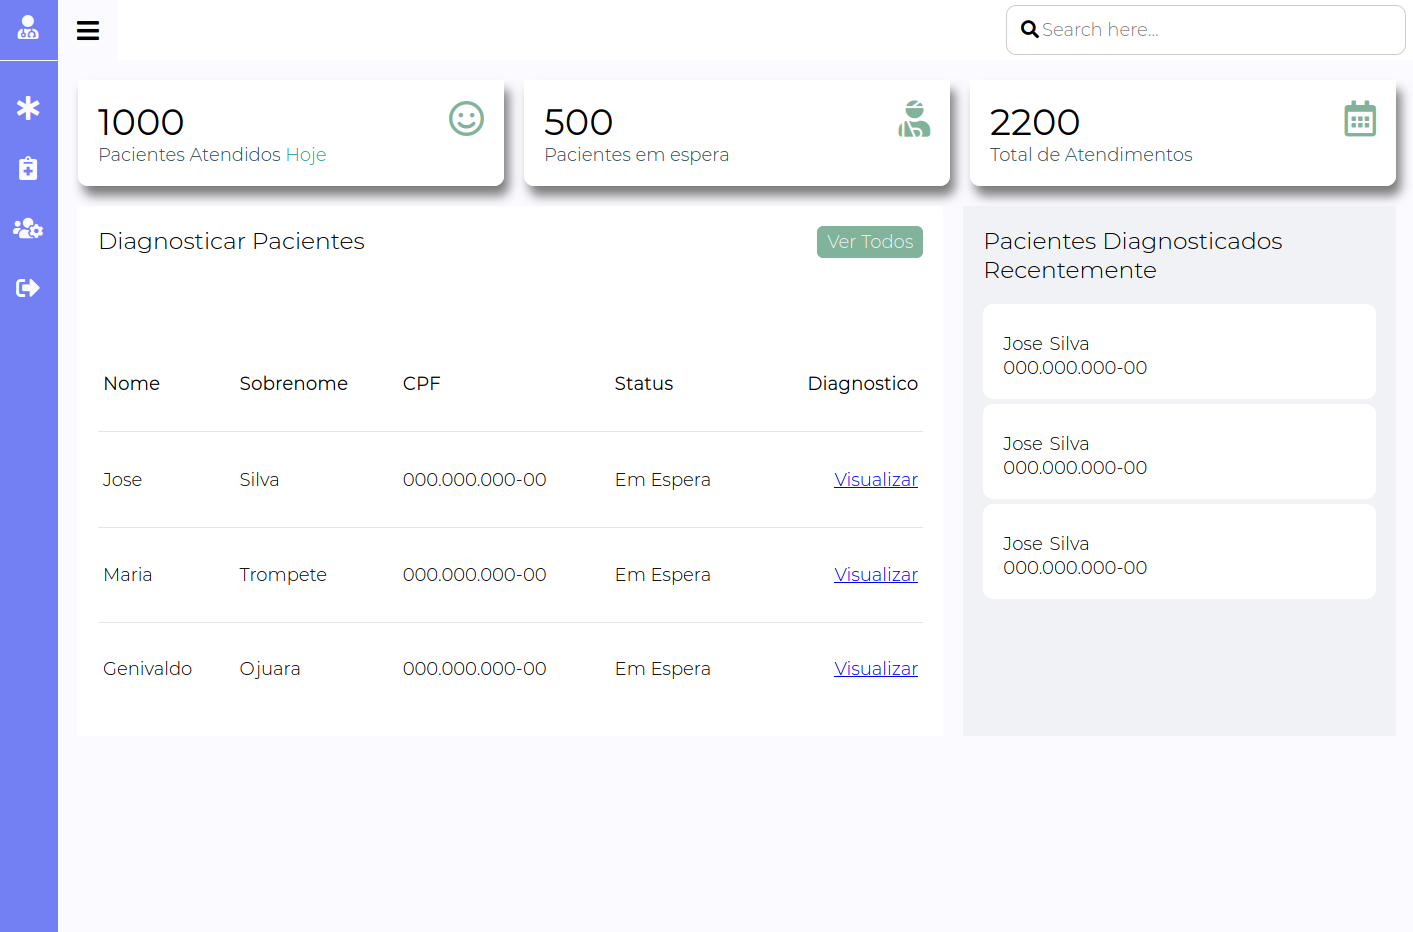 Search here...
1000
Pacientes Atendidos Hoje
500
Pacientes em espera
2200
Total de Atendimentos
Diagnosticar Pacientes
Ver Todos
Nome Sobrenome CPF Status Diagnostico
Jose Silva 000.000.000-00 Em Espera Visualizar
Maria Trompete 000.000.000-00 Em Espera Visualizar
Genivaldo Ojuara 000.000.000-00 Em Espera Visualizar
Pacientes Diagnosticados
Recentemente
Jose Silva
000.000.000-00
Jose Silva
000.000.000-00
Jose Silva
000.000.000-00